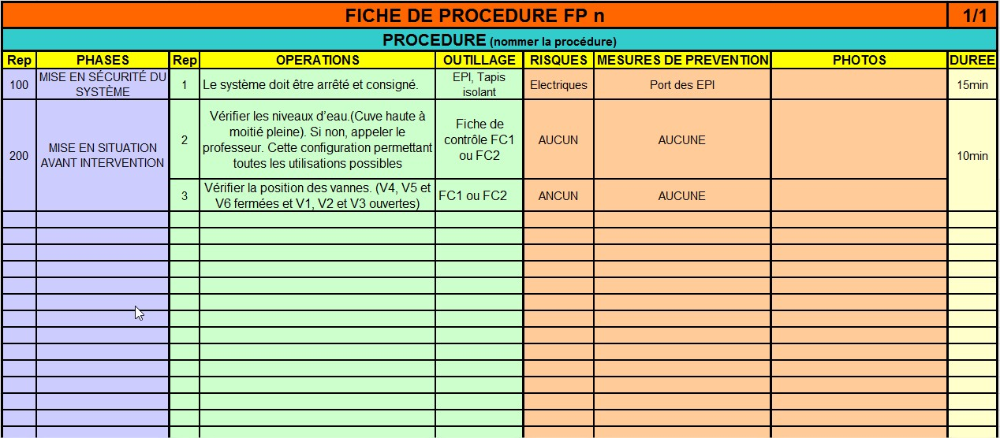 FICHE DE PROCEDURE FP n 1/1
PROCEDURE (nommer la procédure)
Rep PHASES Rep OPERATIONS OUTILLAGE RISQUES MESURES DE PREVENTION PHOTOS DUREE
100
MISE EN SÉCURITÉ DU
SYSTÈME
1
Le système doit être arrêté et consigné.
EPI, Tapis
isolant
Electriques
Port des EPI
15min
200
MISE EN SITUATION
AVANT INTERVENTION
2
Vérifier les niveaux d’eau.(Cuve haute à
moitié pleine). Si non, appeler le
professeur. Cette configuration permettant
toutes les utilisations possibles
Fiche de
contrôle FC1
ou FC2
AUCUN
AUCUNE
10min
3
Vérifier la position des vannes. (V4, V5 et
V6 fermées et V1, V2 et V3 ouvertes)
FC1 ou FC2
ANCUN
AUCUNE